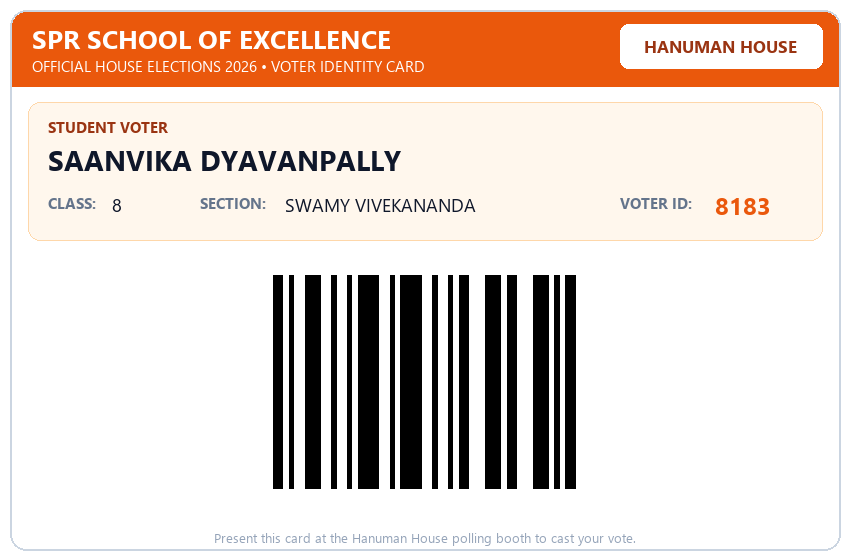 SPR SCHOOL OF EXCELLENCE
OFFICIAL HOUSE ELECTIONS 2026 • VOTER IDENTITY CARD
HANUMAN HOUSE
STUDENT VOTER
SAANVIKA DYAVANPALLY
CLASS: 8 SECTION: SWAMY VIVEKANANDA VOTER ID: 8183
Present this card at the Hanuman House polling booth to cast your vote.